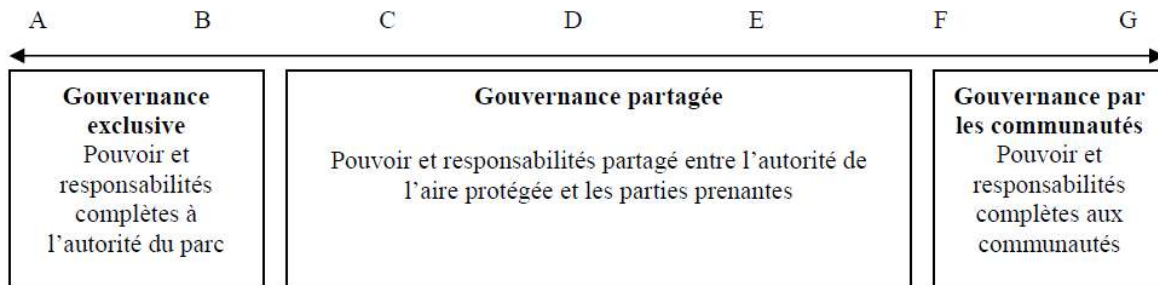 A B C D E F G
Gouvernance
exclusive
Pouvoir et
responsabilités
complètes à
l'autorité du parc
Gouvernance partagée
Pouvoir et responsabilités partagé entre l'autorité de
l'aire protégée et les parties prenantes
Gouvernance par
les communautés
Pouvoir et
responsabilités
complètes aux
communautés